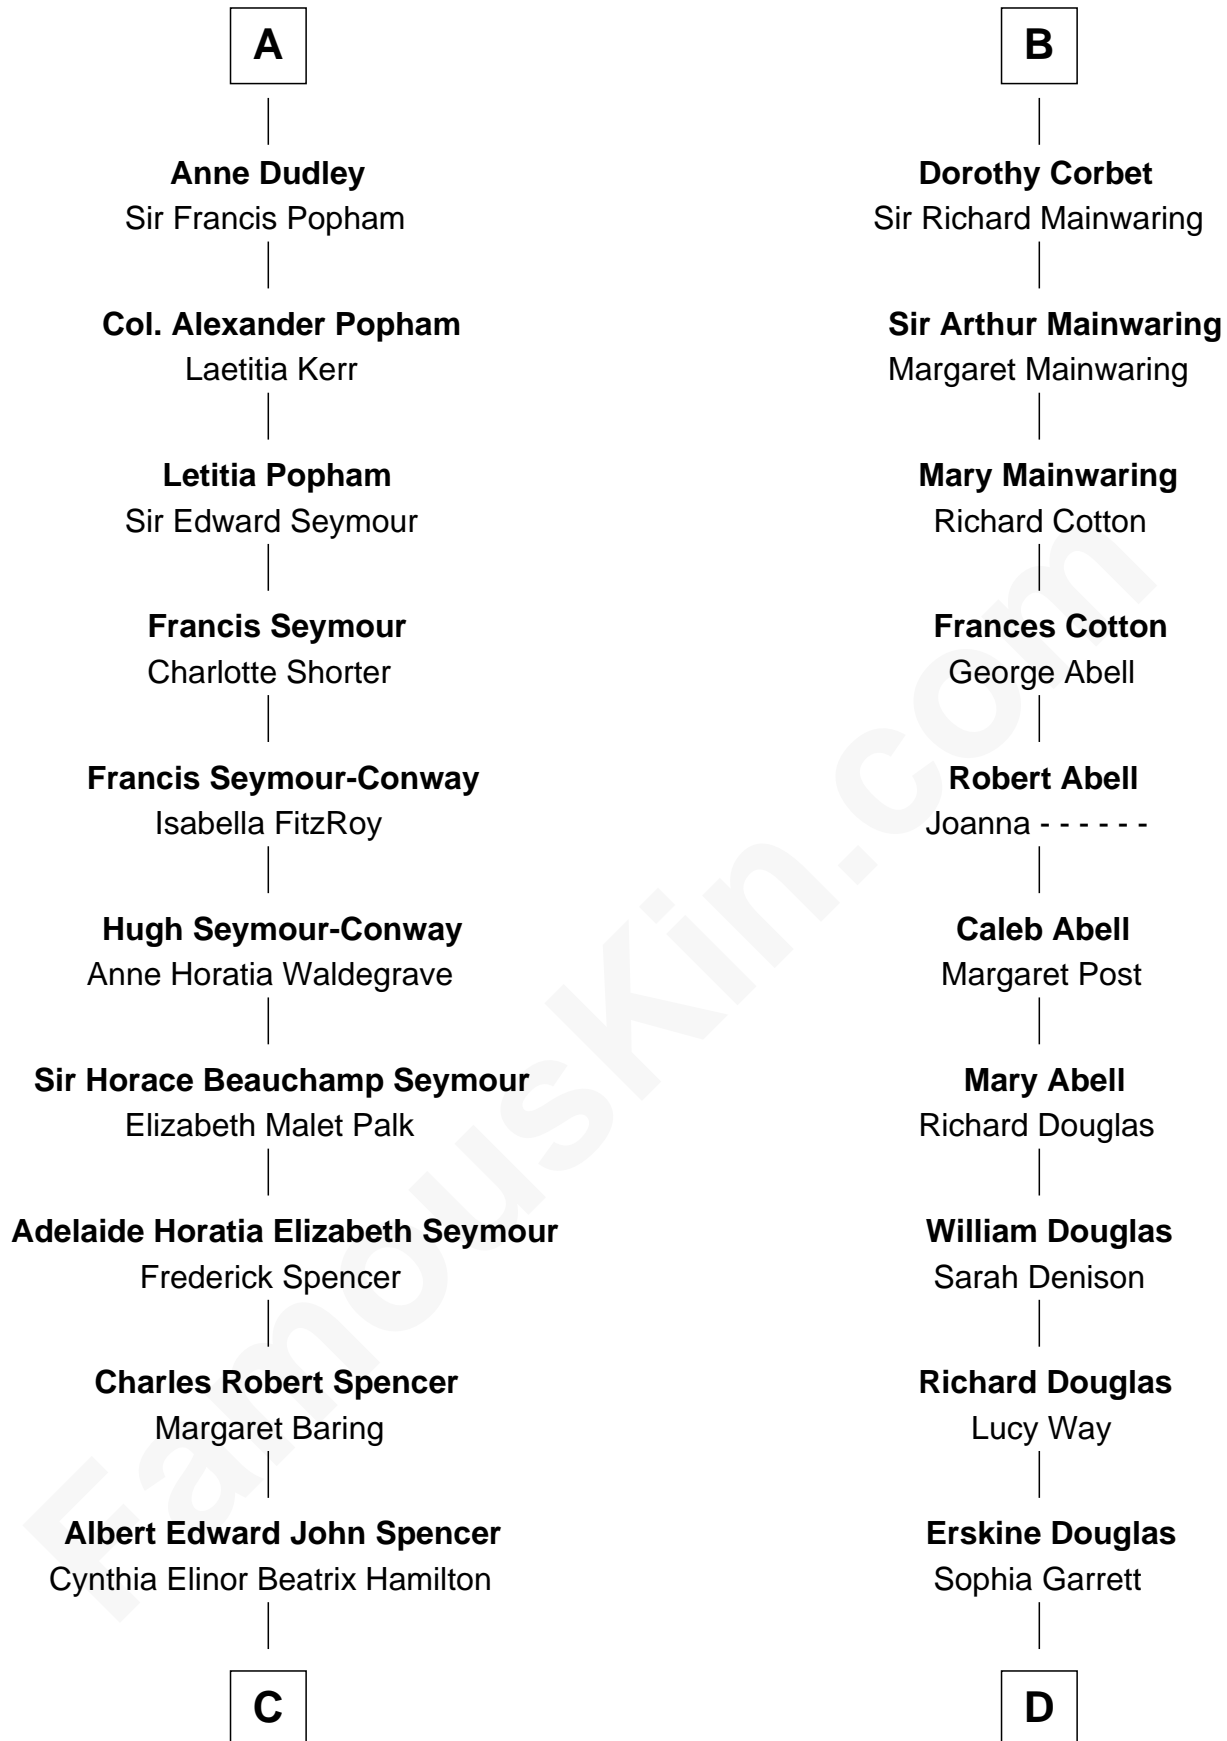 A
Anne Dudley
Sir Francis Popham
Col. Alexander Popham
Laetitia Kerr
Letitia Popham
Sir Edward Seymour
Francis Seymour
Charlotte Shorter
Francis Seymour-Conway
Isabella FitzRoy
Hugh Seymour-Conway
Anne Horatia Waldegrave
Sir Horace Beauchamp Seymour
Elizabeth Malet Palk
Adelaide Horatia Elizabeth Seymour
Frederick Spencer
Charles Robert Spencer
Margaret Baring
Albert Edward John Spencer
Cynthia Elinor Beatrix Hamilton
C
B
Dorothy Corbet
Sir Richard Mainwaring
Sir Arthur Mainwaring
Margaret Mainwaring
Mary Mainwaring
Richard Cotton
Frances Cotton
George Abell
Robert Abell
Joanna - - - - - -
Caleb Abell
Margaret Post
Mary Abell
Richard Douglas
William Douglas
Sarah Denison
Richard Douglas
Lucy Way
Erskine Douglas
Sophia Garrett
D
FamousKin.com